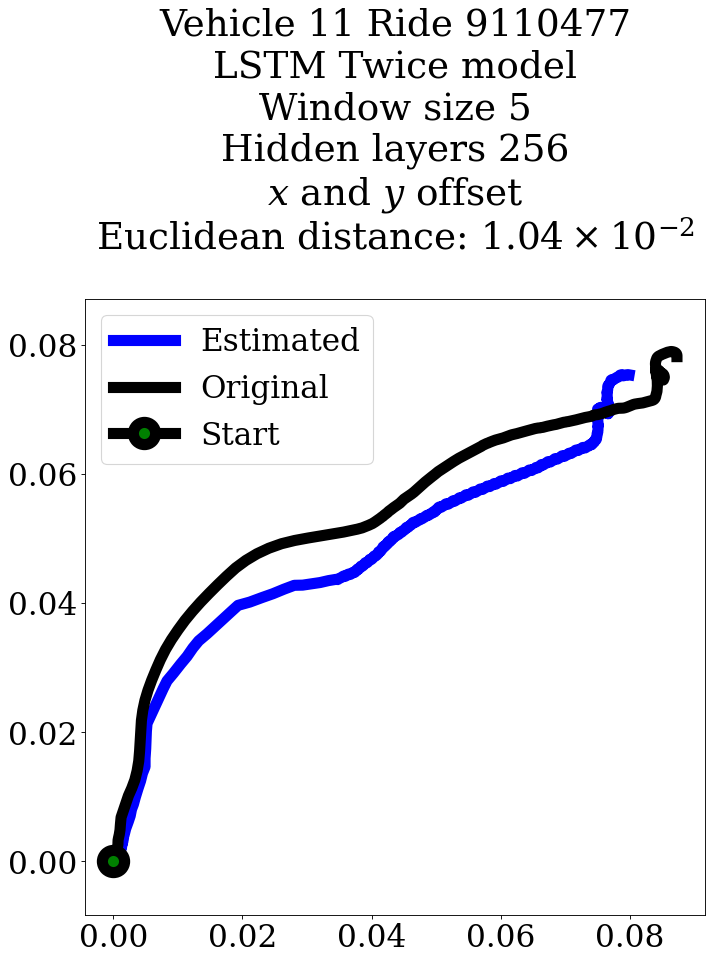 Vehicle 11 Ride 9110477
LSTM Twice model
Window size 5
Hidden layers 256
x and y offset
Euclidean distance: 1.04 × 10⁻²
Estimated
Original
Start
0.08
0.06
0.04
0.02
0.00
0.00 0.02 0.04 0.06 0.08